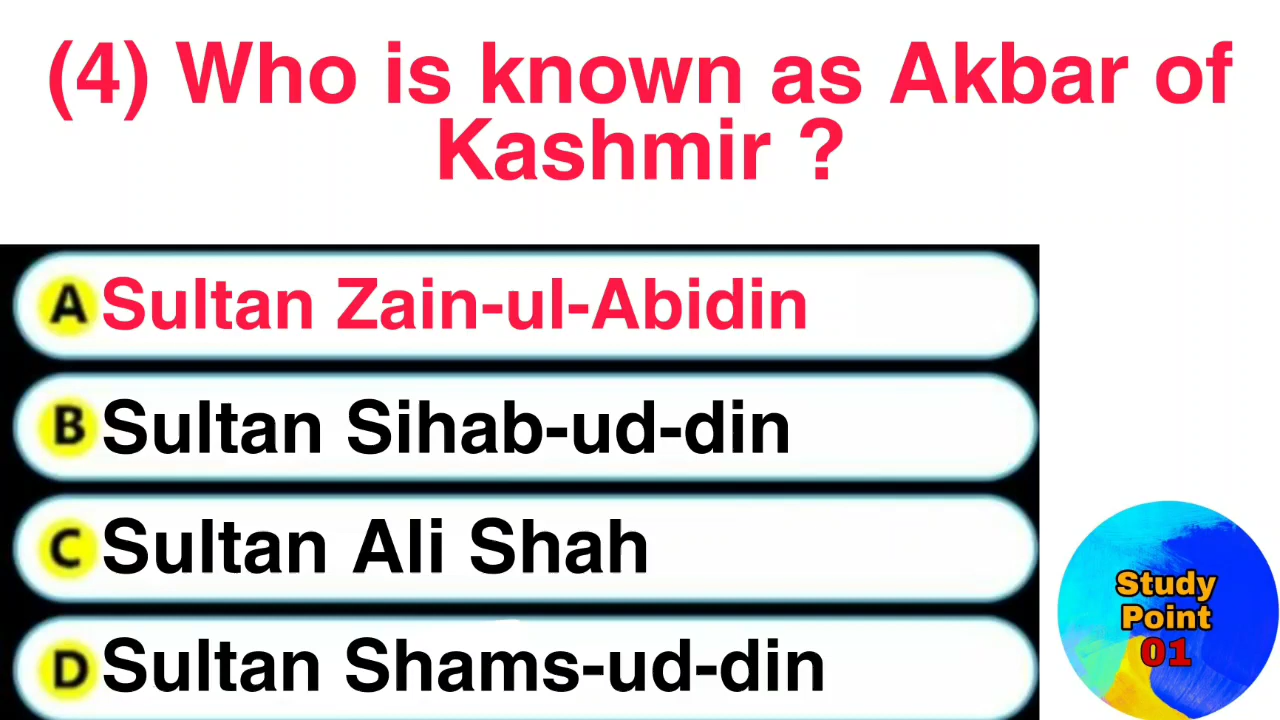 (4) Who is known as Akbar of
Kashmir ?
A Sultan Zain-ul-Abidin
B Sultan Sihab-ud-din
C Sultan Ali Shah
D Sultan Shams-ud-din
Study
Point
01